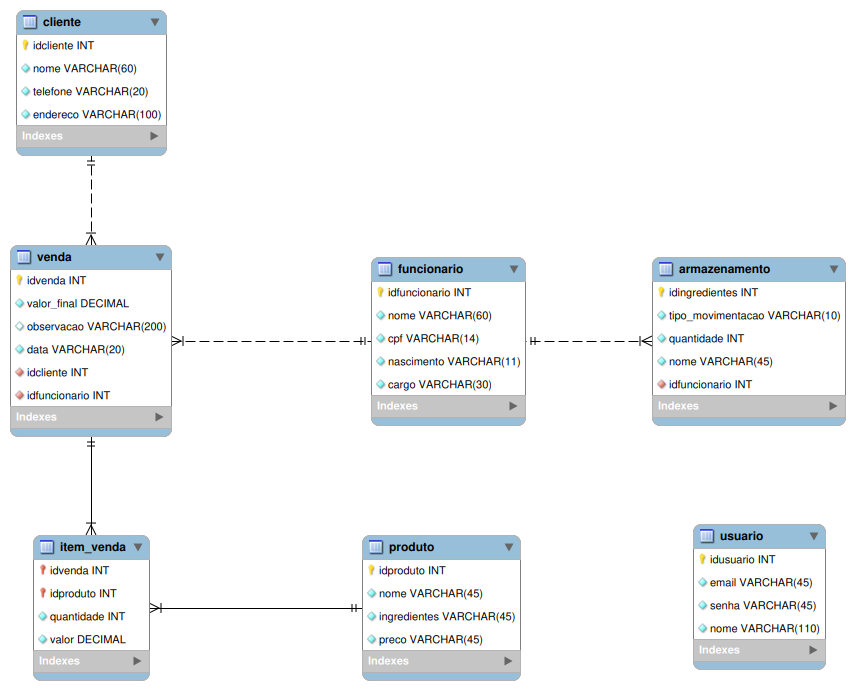 cliente
idcliente INT
nome VARCHAR(60)
telefone VARCHAR(20)
endereco VARCHAR(100)
Indexes
venda
idvenda INT
valor_final DECIMAL
observacao VARCHAR(200)
data VARCHAR(20)
idcliente INT
idfuncionario INT
Indexes
funcionario
idfuncionario INT
nome VARCHAR(60)
cpf VARCHAR(14)
nascimento VARCHAR(11)
cargo VARCHAR(30)
Indexes
armazenamento
idingredientes INT
tipo_movimentacao VARCHAR(10)
quantidade INT
nome VARCHAR(45)
idfuncionario INT
Indexes
item_venda
idvenda INT
idproduto INT
quantidade INT
valor DECIMAL
Indexes
produto
idproduto INT
nome VARCHAR(45)
ingredientes VARCHAR(45)
preco VARCHAR(45)
Indexes
usuario
idusuario INT
email VARCHAR(45)
senha VARCHAR(45)
nome VARCHAR(110)
Indexes